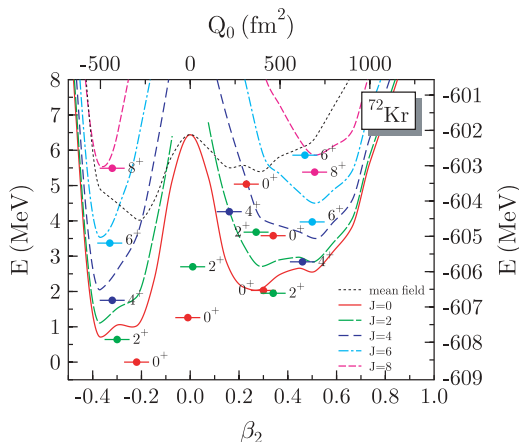 Q₀ (fm²)
-500 0 500 1000
8 7 6 5 4 3 2 1 0
E (MeV)
-601 -602 -603 -604 -605 -606 -607 -608 -609
E (MeV)
⁷²Kr
6⁺
8⁺
8⁺
0⁺
4⁺
6⁺
2⁺
0⁺
6⁺
4⁺
2⁺
0⁺
2⁺
4⁺
0⁺
2⁺
0⁺
mean field
J=0
J=2
J=4
J=6
J=8
-0.4 -0.2 0.0 0.2 0.4 0.6 0.8 1.0
β₂